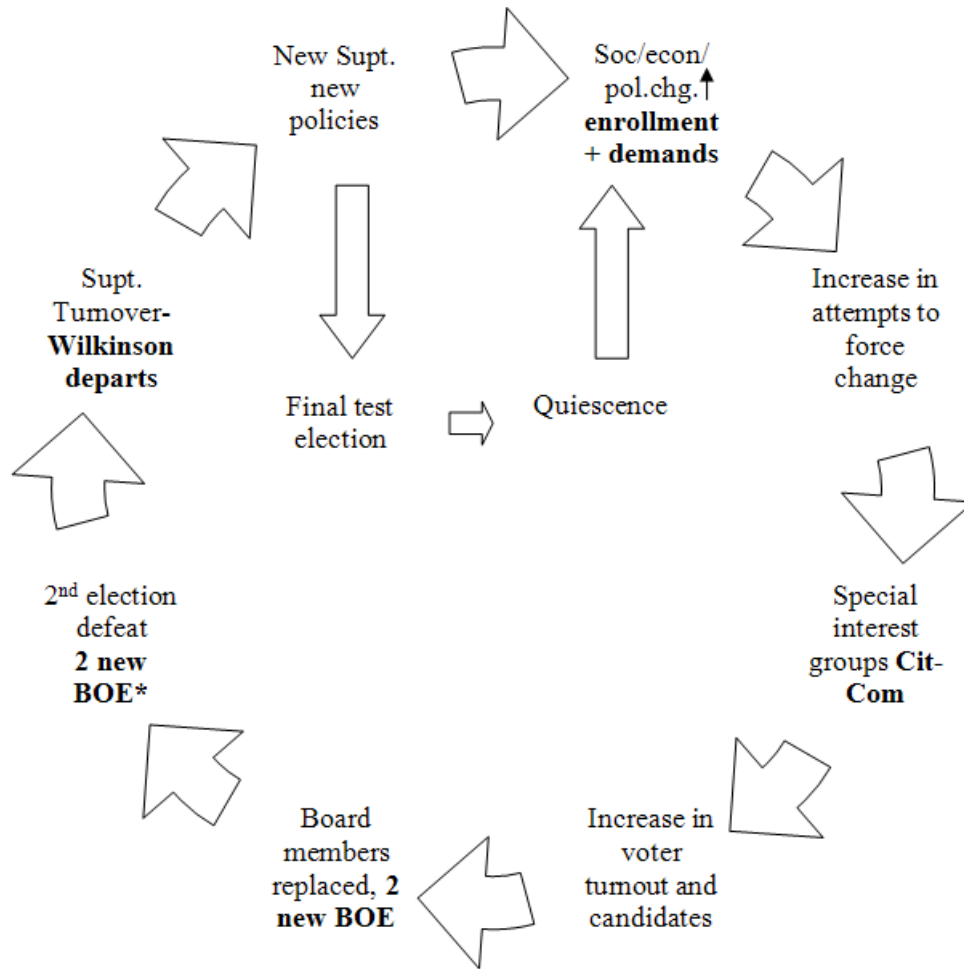 New Supt.
new
policies
Soc/econ/
pol.chg.↑
enrollment
+ demands
Increase in
attempts to
force
change
Special
interest
groups Cit-
Com
Increase in
voter
turnout and
candidates
Board
members
replaced, 2
new BOE
2nd election
defeat
2 new
BOE*
Supt.
Turnover-
Wilkinson
departs
Final test
election
Quiescence